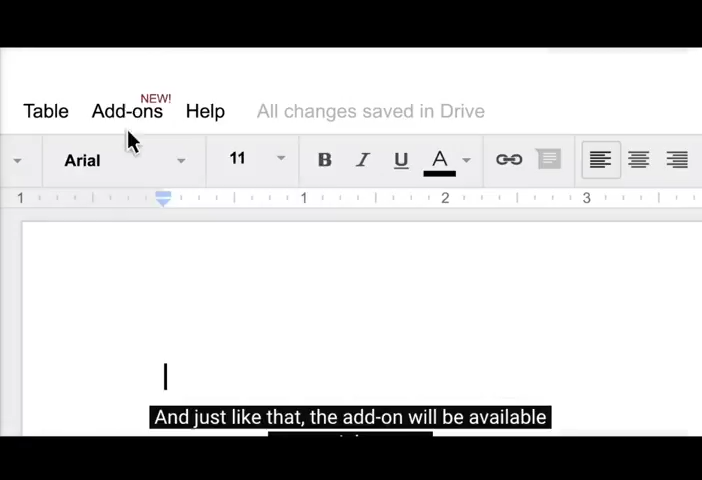 NEW!
Table Add-ons Help All changes saved in Drive
Arial 11 B I U A
1 1 2 3
And just like that, the add-on will be available